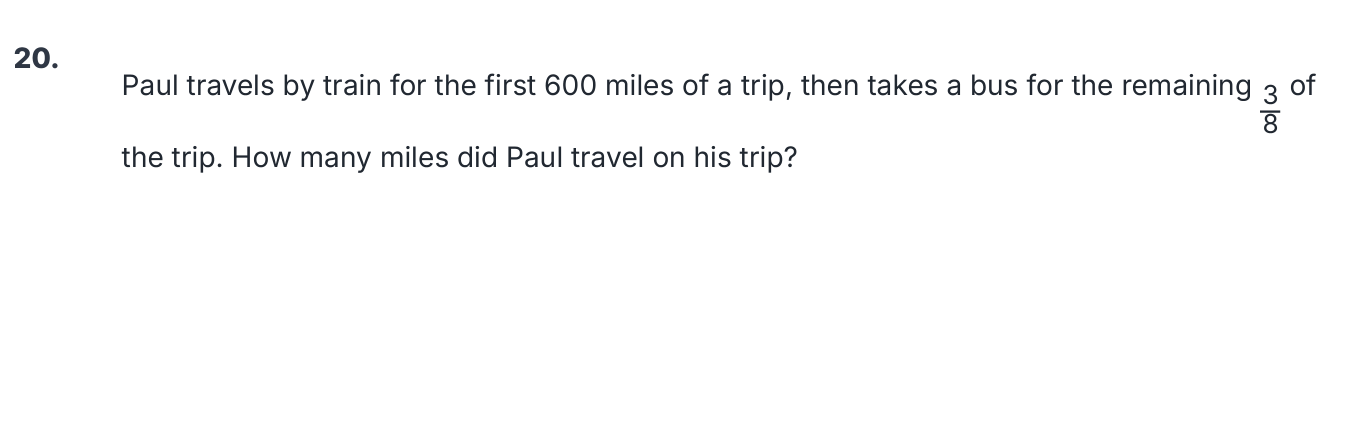 20.
Paul travels by train for the first 600 miles of a trip, then takes a bus for the remaining 3/8 of
the trip. How many miles did Paul travel on his trip?